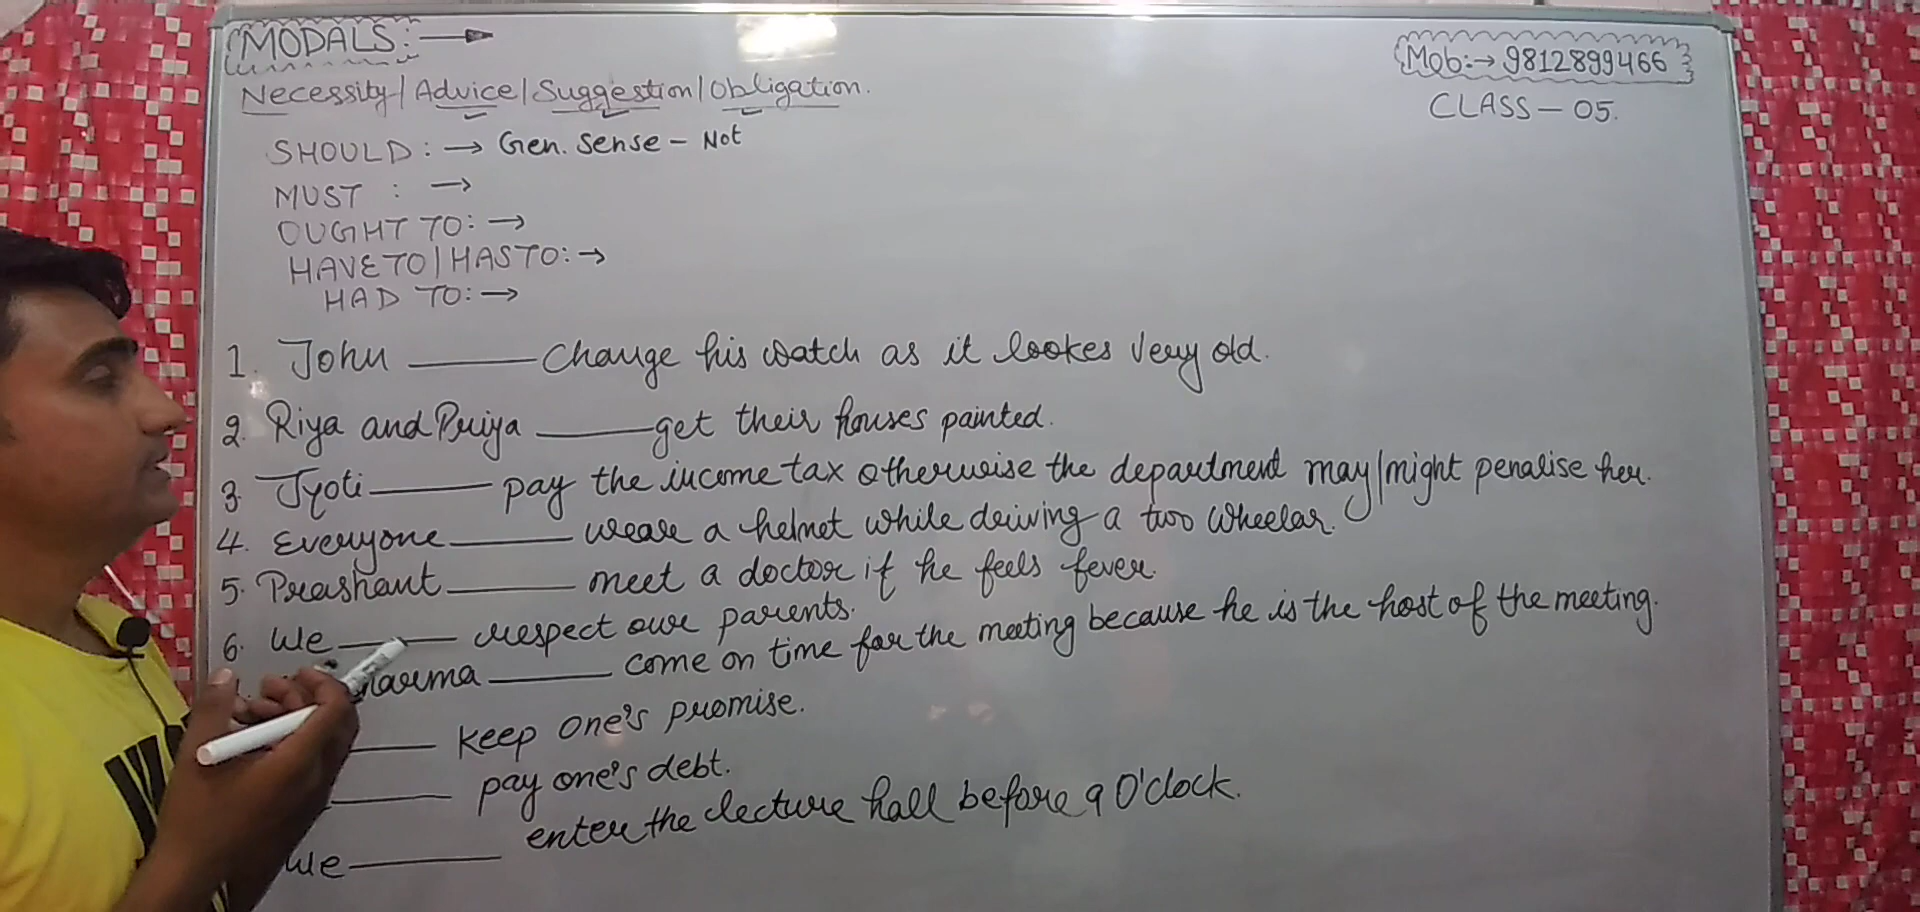 MODALS:→
Mob:→ 9812899466
Necessity/Advice/Suggestion/Obligation.
CLASS – 05.
SHOULD: → Gen. Sense – Not
MUST : →
OUGHT TO: →
HAVE TO/HAS TO: →
HAD TO: →
1. John ______ change his watch as it lookes very old.
2. Riya and Priya ______ get their houses painted.
3. Jyoti ______ pay the income tax otherwise the department may/might penalise her.
4. Everyone ______ weare a helmet while driving a two wheelar.
5. Prashant ______ meet a doctor if he feels fever.
6. We ______ respect our parents.
______ come on time for the meeting because he is the host of the meeting.
______ keep one's promise.
______ pay one's debt.
We ______ enter the lecture hall before 9 O'clock.